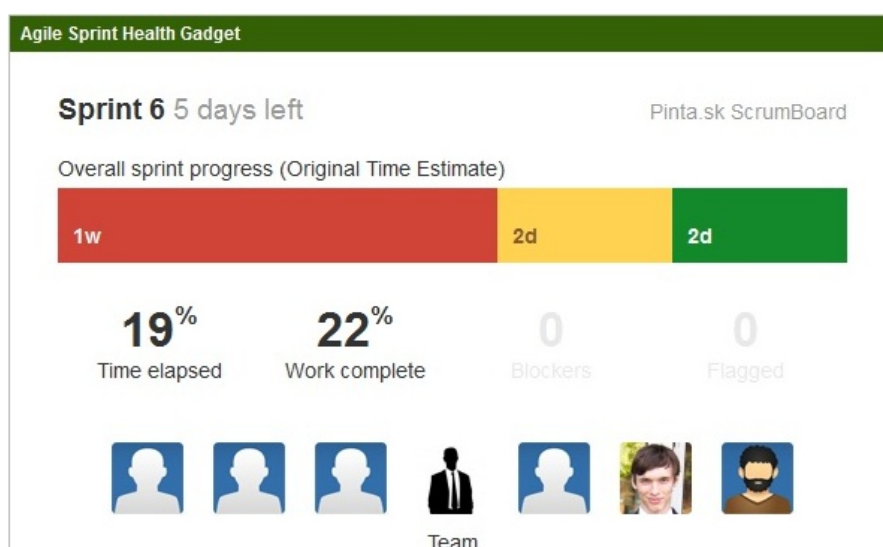 Agile Sprint Health Gadget
Sprint 6 5 days left
Pinta.sk ScrumBoard
Overall sprint progress (Original Time Estimate)
1w 2d 2d
19% 22% 0 0
Time elapsed Work complete Blockers Flagged
Team